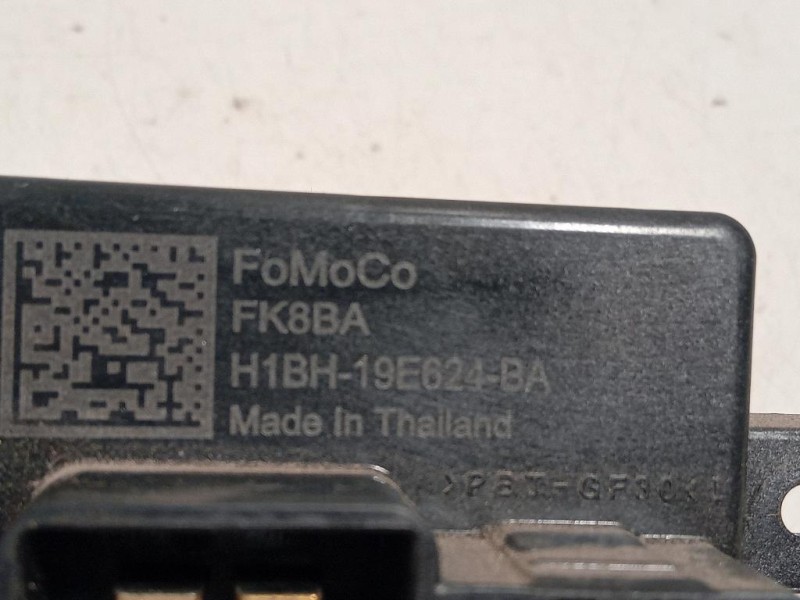 FoMoCo
FK8BA
H1BH-19E624-BA
Made In Thailand
>PBT-GF30<